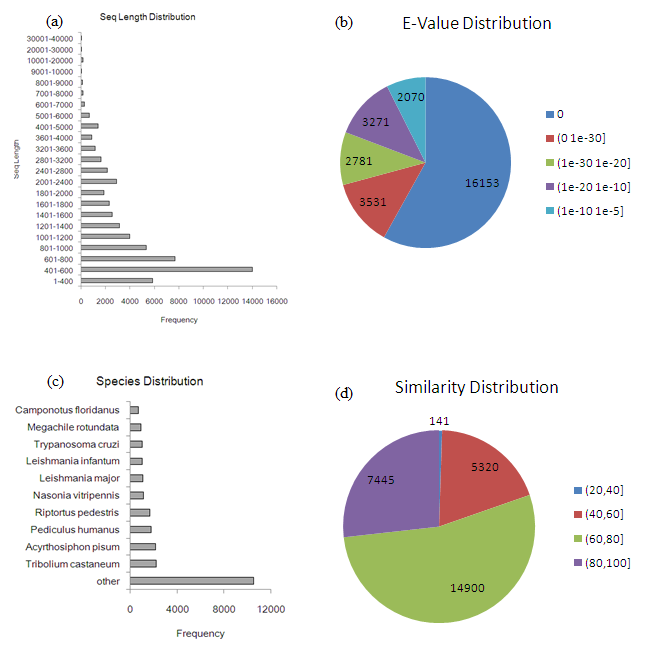 (a)
Seq Length Distribution
30001-40000
20001-30000
10001-20000
9001-10000
8001-9000
7001-8000
6001-7000
5001-6000
4001-5000
3601-4000
3201-3600
2801-3200
2401-2800
2001-2400
1801-2000
1601-1800
1401-1600
1201-1400
1001-1200
801-1000
601-800
401-600
1-400
Seq Length
0 2000 4000 6000 8000 10000 12000 14000 16000
Frequency
(b)
E-Value Distribution
2070
3271
2781
3531
16153
0
(0 1e-30]
(1e-30 1e-20]
(1e-20 1e-10]
(1e-10 1e-5]
(c)
Species Distribution
Camponotus floridanus
Megachile rotundata
Trypanosoma cruzi
Leishmania infantum
Leishmania major
Nasonia vitripennis
Riptortus pedestris
Pediculus humanus
Acyrthosiphon pisum
Tribolium castaneum
other
0 4000 8000 12000
Frequency
(d)
Similarity Distribution
141
5320
7445
14900
(20,40]
(40,60]
(60,80]
(80,100]